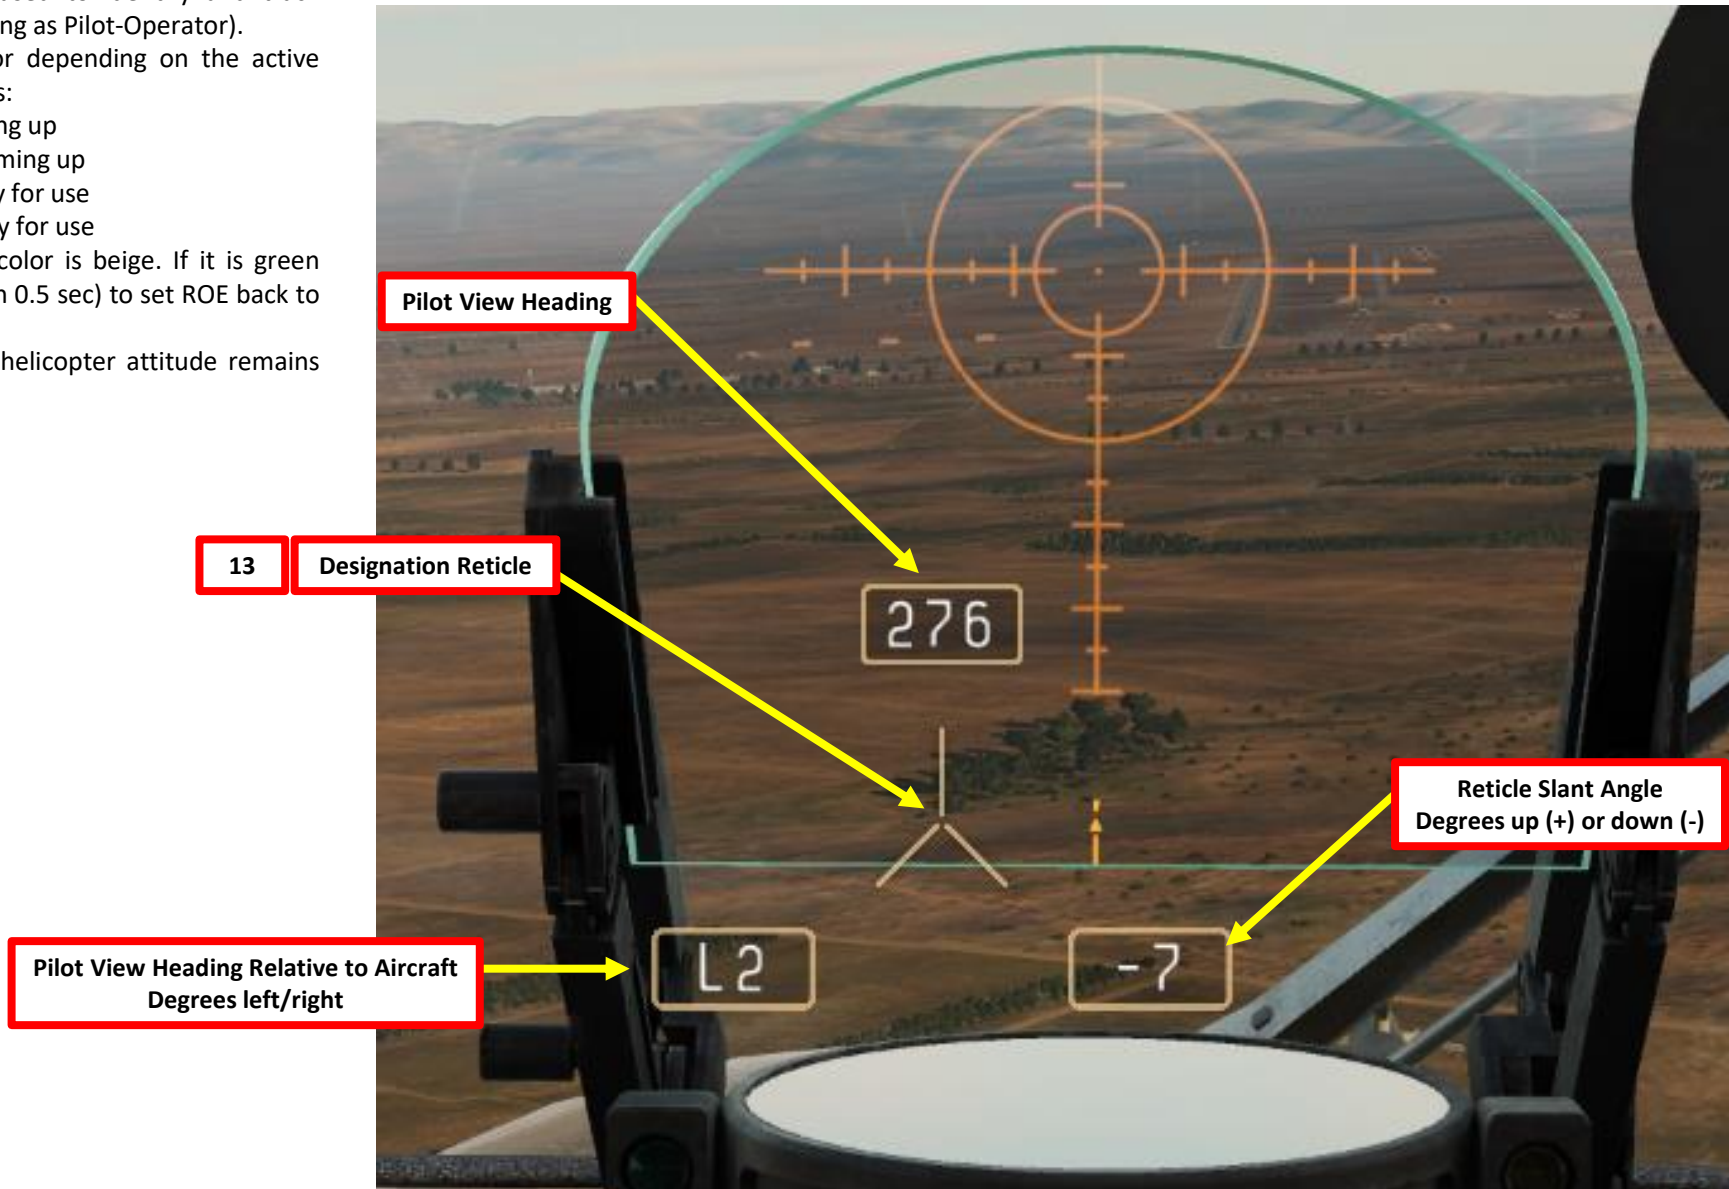 ng as Pilot-Operator).
or depending on the active
s:
ng up
ming up
y for use
y for use
color is beige. If it is green
n 0.5 sec) to set ROE back to
helicopter attitude remains
Pilot View Heading
13 Designation Reticle
276
Reticle Slant Angle
Degrees up (+) or down (-)
L2
-7
Pilot View Heading Relative to Aircraft
Degrees left/right